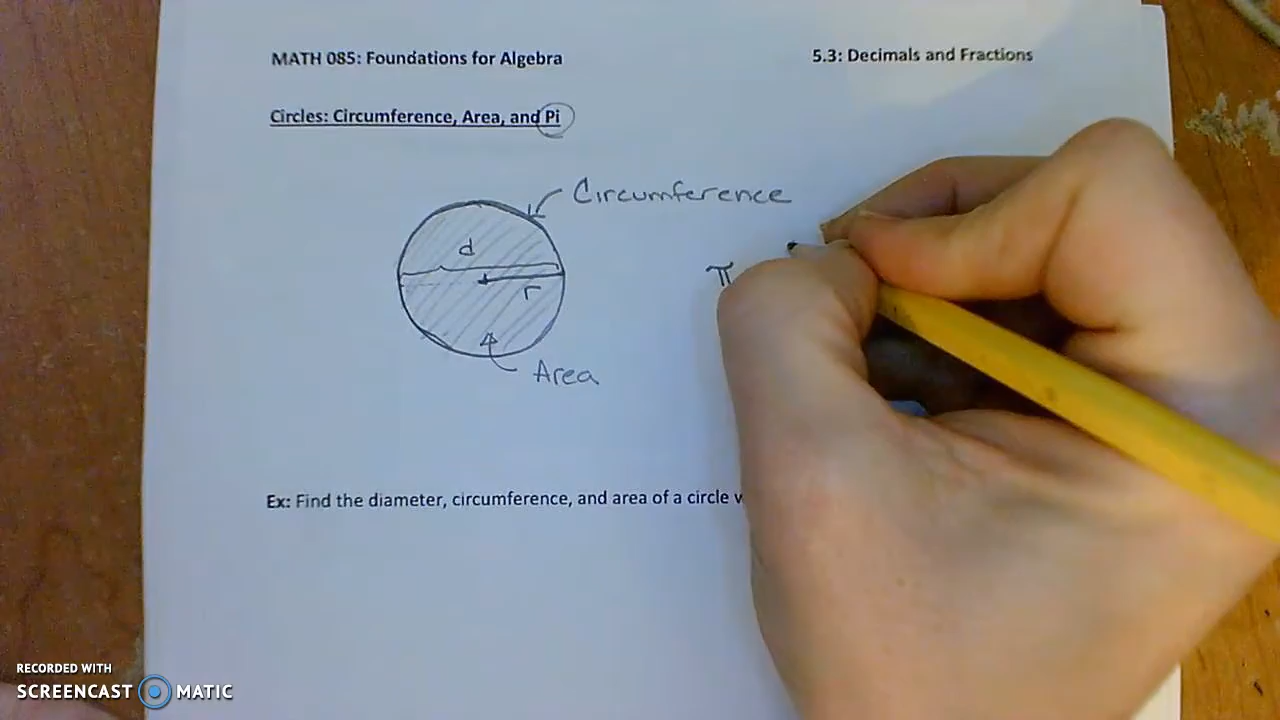 MATH 085: Foundations for Algebra
5.3: Decimals and Fractions
Circles: Circumference, Area, and Pi
Circumference
d
π
r
Area
Ex: Find the diameter, circumference, and area of a circle
RECORDED WITH
SCREENCAST MATIC